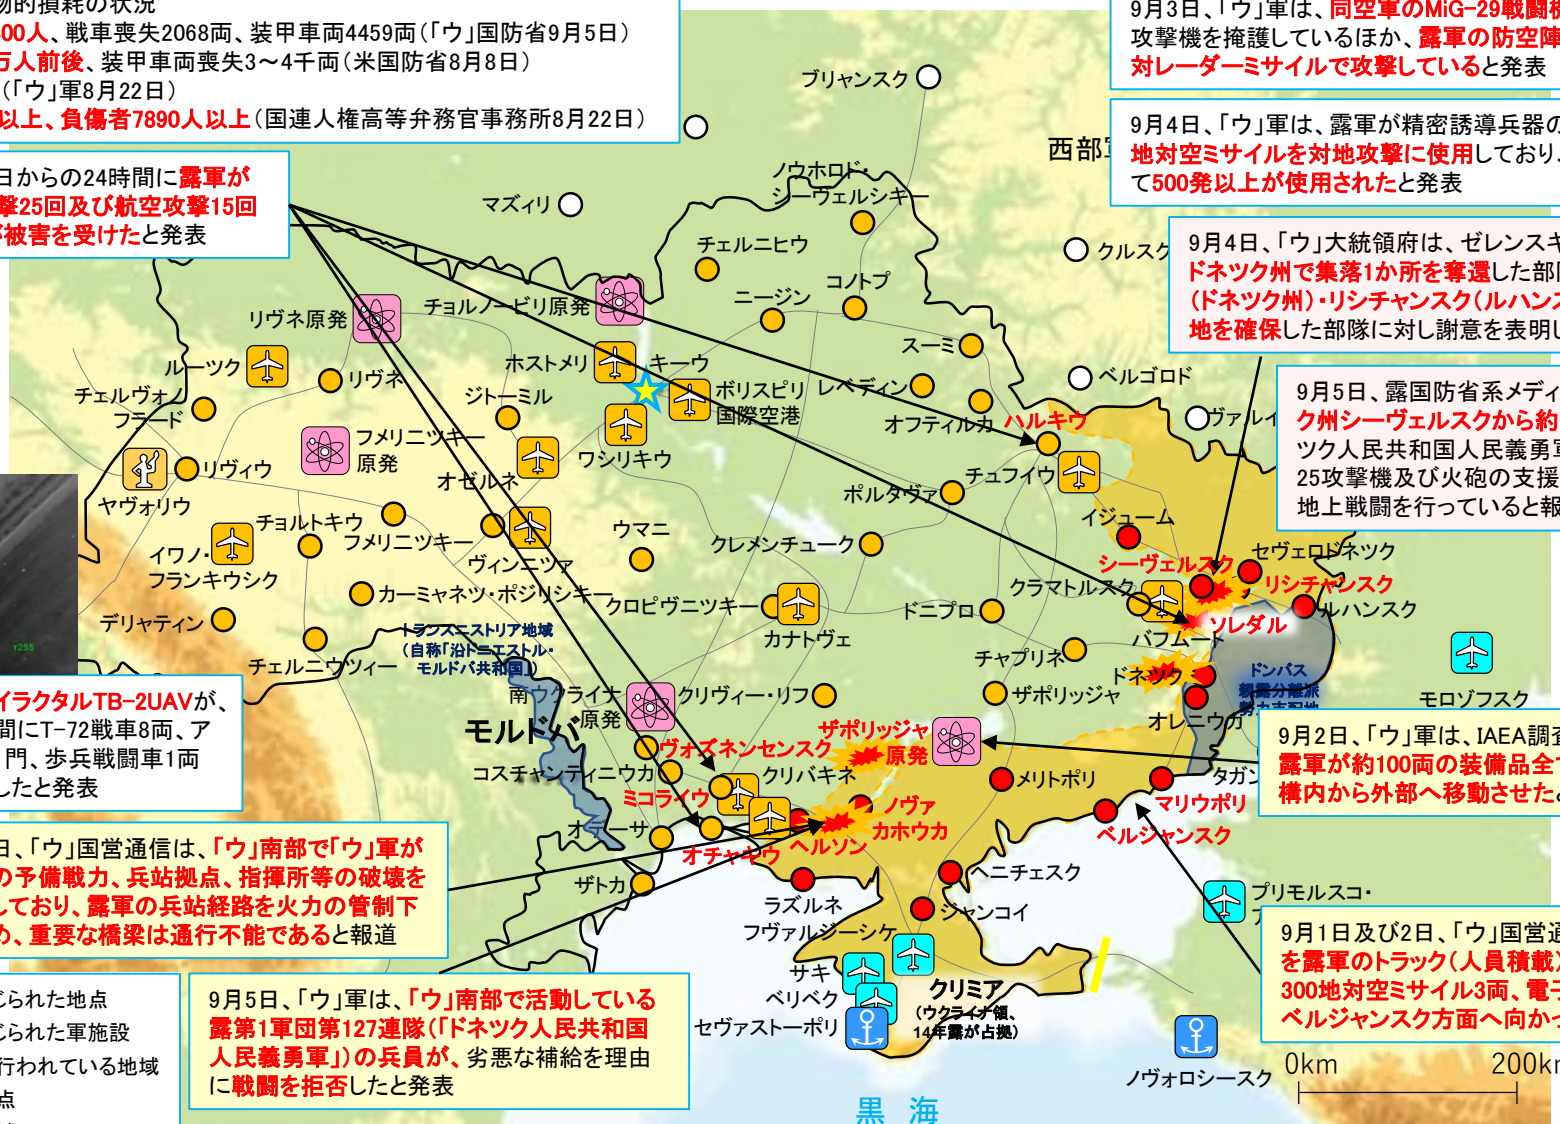 物的損耗の状況
00人、戦車喪失2068両、装甲車両4459両(「ウ」国防省9月5日)
万人前後、装甲車両喪失3～4千両(米国防省8月8日)
(「ウ」軍8月22日)
以上、負傷者7890人以上(国連人権高等弁務官事務所8月22日)
日からの24時間に露軍が
撃25回及び航空攻撃15回
が被害を受けたと発表
9月3日、「ウ」軍は、同空軍のMiG-29戦闘機
攻撃機を掩護しているほか、露軍の防空陣
対レーダーミサイルで攻撃していると発表
9月4日、「ウ」軍は、露軍が精密誘導兵器の
地対空ミサイルを対地攻撃に使用しており、
て500発以上が使用されたと発表
9月4日、「ウ」大統領府は、ゼレンスキ
ドネツク州で集落1か所を奪還した部
(ドネツク州)・リシチャンスク(ルハンス
地を確保した部隊に対し謝意を表明し
9月5日、露国防省系メディ
ク州シーヴェルスクから約
ツク人民共和国人民義勇軍
25攻撃機及び火砲の支援
地上戦闘を行っていると報
9月2日、「ウ」軍は、IAEA調査
露軍が約100両の装備品全て
構内から外部へ移動させたと
9月1日及び2日、「ウ」国営通
を露軍のトラック(人員積載)
300地対空ミサイル3両、電子
ベルジャンスク方面へ向かっ
イラクタルTB-2UAVが、
間にT-72戦車8両、ア
門、歩兵戦闘車1両
したと発表
日、「ウ」国営通信は、「ウ」南部で「ウ」軍が
の予備戦力、兵站拠点、指揮所等の破壊を
しており、露軍の兵站経路を火力の管制下
め、重要な橋梁は通行不能であると報道
9月5日、「ウ」軍は、「ウ」南部で活動している
露第1軍団第127連隊(「ドネツク人民共和国
人民義勇軍」)の兵員が、劣悪な補給を理由
に戦闘を拒否したと発表
じられた地点
じられた軍施設
行われている地域
点
ブリャンスク
西部軍
マズィリ
ノウホロド・
シーヴェルシキー
チェルニヒウ
クルスク
コノトプ
ニージン
チョルノービリ原発
リヴネ原発
スーミ
ルーツク
リヴネ
ホストメリ
キーウ
ボリスピリ
国際空港
レベディン
ベルゴロド
ヴァルイ
チェルヴォノ
フラード
ジトーミル
オフティルカ
ハルキウ
フメリニツキー
原発
ワシリキウ
リヴィウ
オゼルネ
チュフイウ
ヤヴォリウ
ポルタヴァ
チョルトキウ
フメリニツキー
ウマニ
イジューム
イワノ・
フランキウシク
ヴィンニツァ
クレメンチューク
セヴェロドネツク
シーヴェルスク
カーミャネツ・ポジリシキー
クロピヴニツキー
クラマトルスク
リシチャンスク
ルハンスク
デリャティン
ドニプロ
ソレダル
トランスニストリア地域
(自称「沿ドニエストル・
モルドバ共和国」)
カナトヴェ
バフムート
チェルニウツィー
チャプリネ
ドネツク
ドンバス
親露分離派
勢力支配地
モロゾフスク
南ウクライナ
原発
クリヴィー・リフ
ザポリッジャ
オレニウカ
モルドバ
ヴォズネンセンスク
ザポリッジャ
原発
コスチャンティニウカ
クリバキネ
メリトポリ
タガン
ミコライウ
ノヴァ
カホウカ
マリウポリ
オデーサ
ヘルソン
ベルジャンスク
オチャキウ
ザトカ
ヘニチェスク
ラズルネ
プリモルスコ・
ジャンコイ
フヴァルジーシケ
サキ
ベリベク
クリミア
(ウクライナ領、
14年露が占拠)
セヴァストーポリ
ノヴォロシースク
0km 200km
黒 海
T255